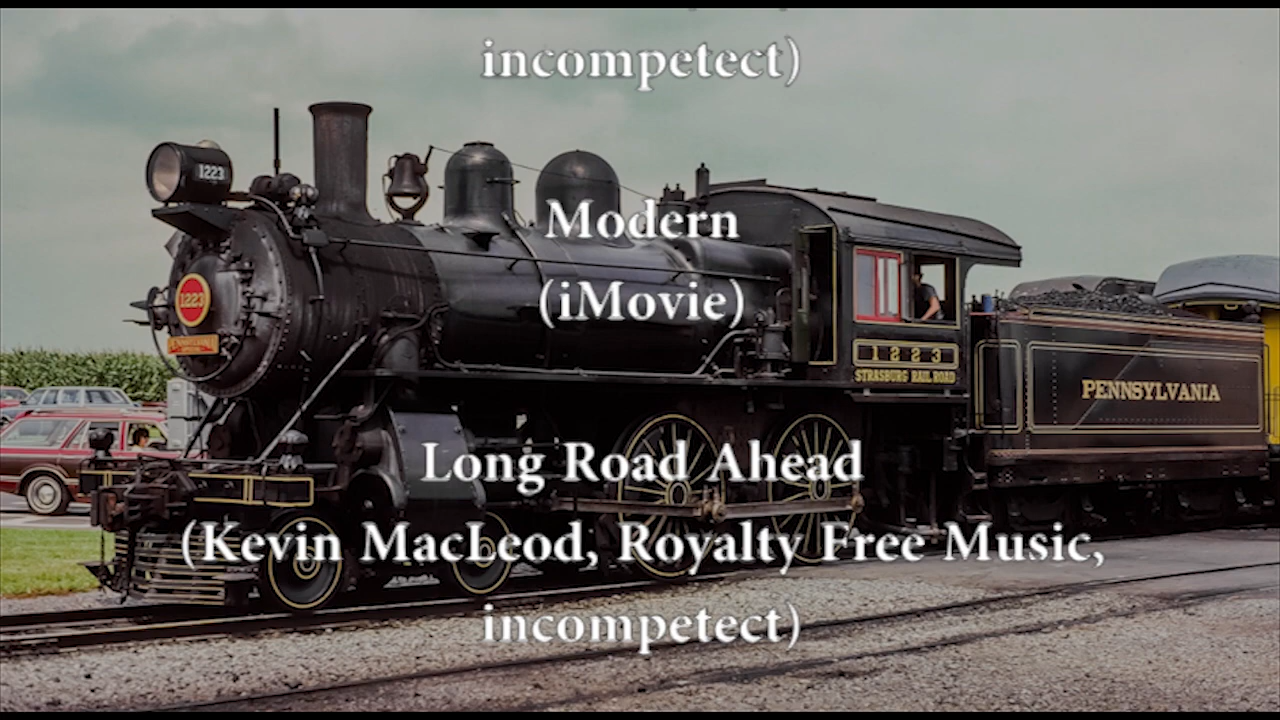 incompetect)
1223
Modern
(iMovie)
1223
1 2 2 3
STRASBURG RAIL ROAD
PENNSYLVANIA
Long Road Ahead
(Kevin MacLeod, Royalty Free Music,
incompetect)